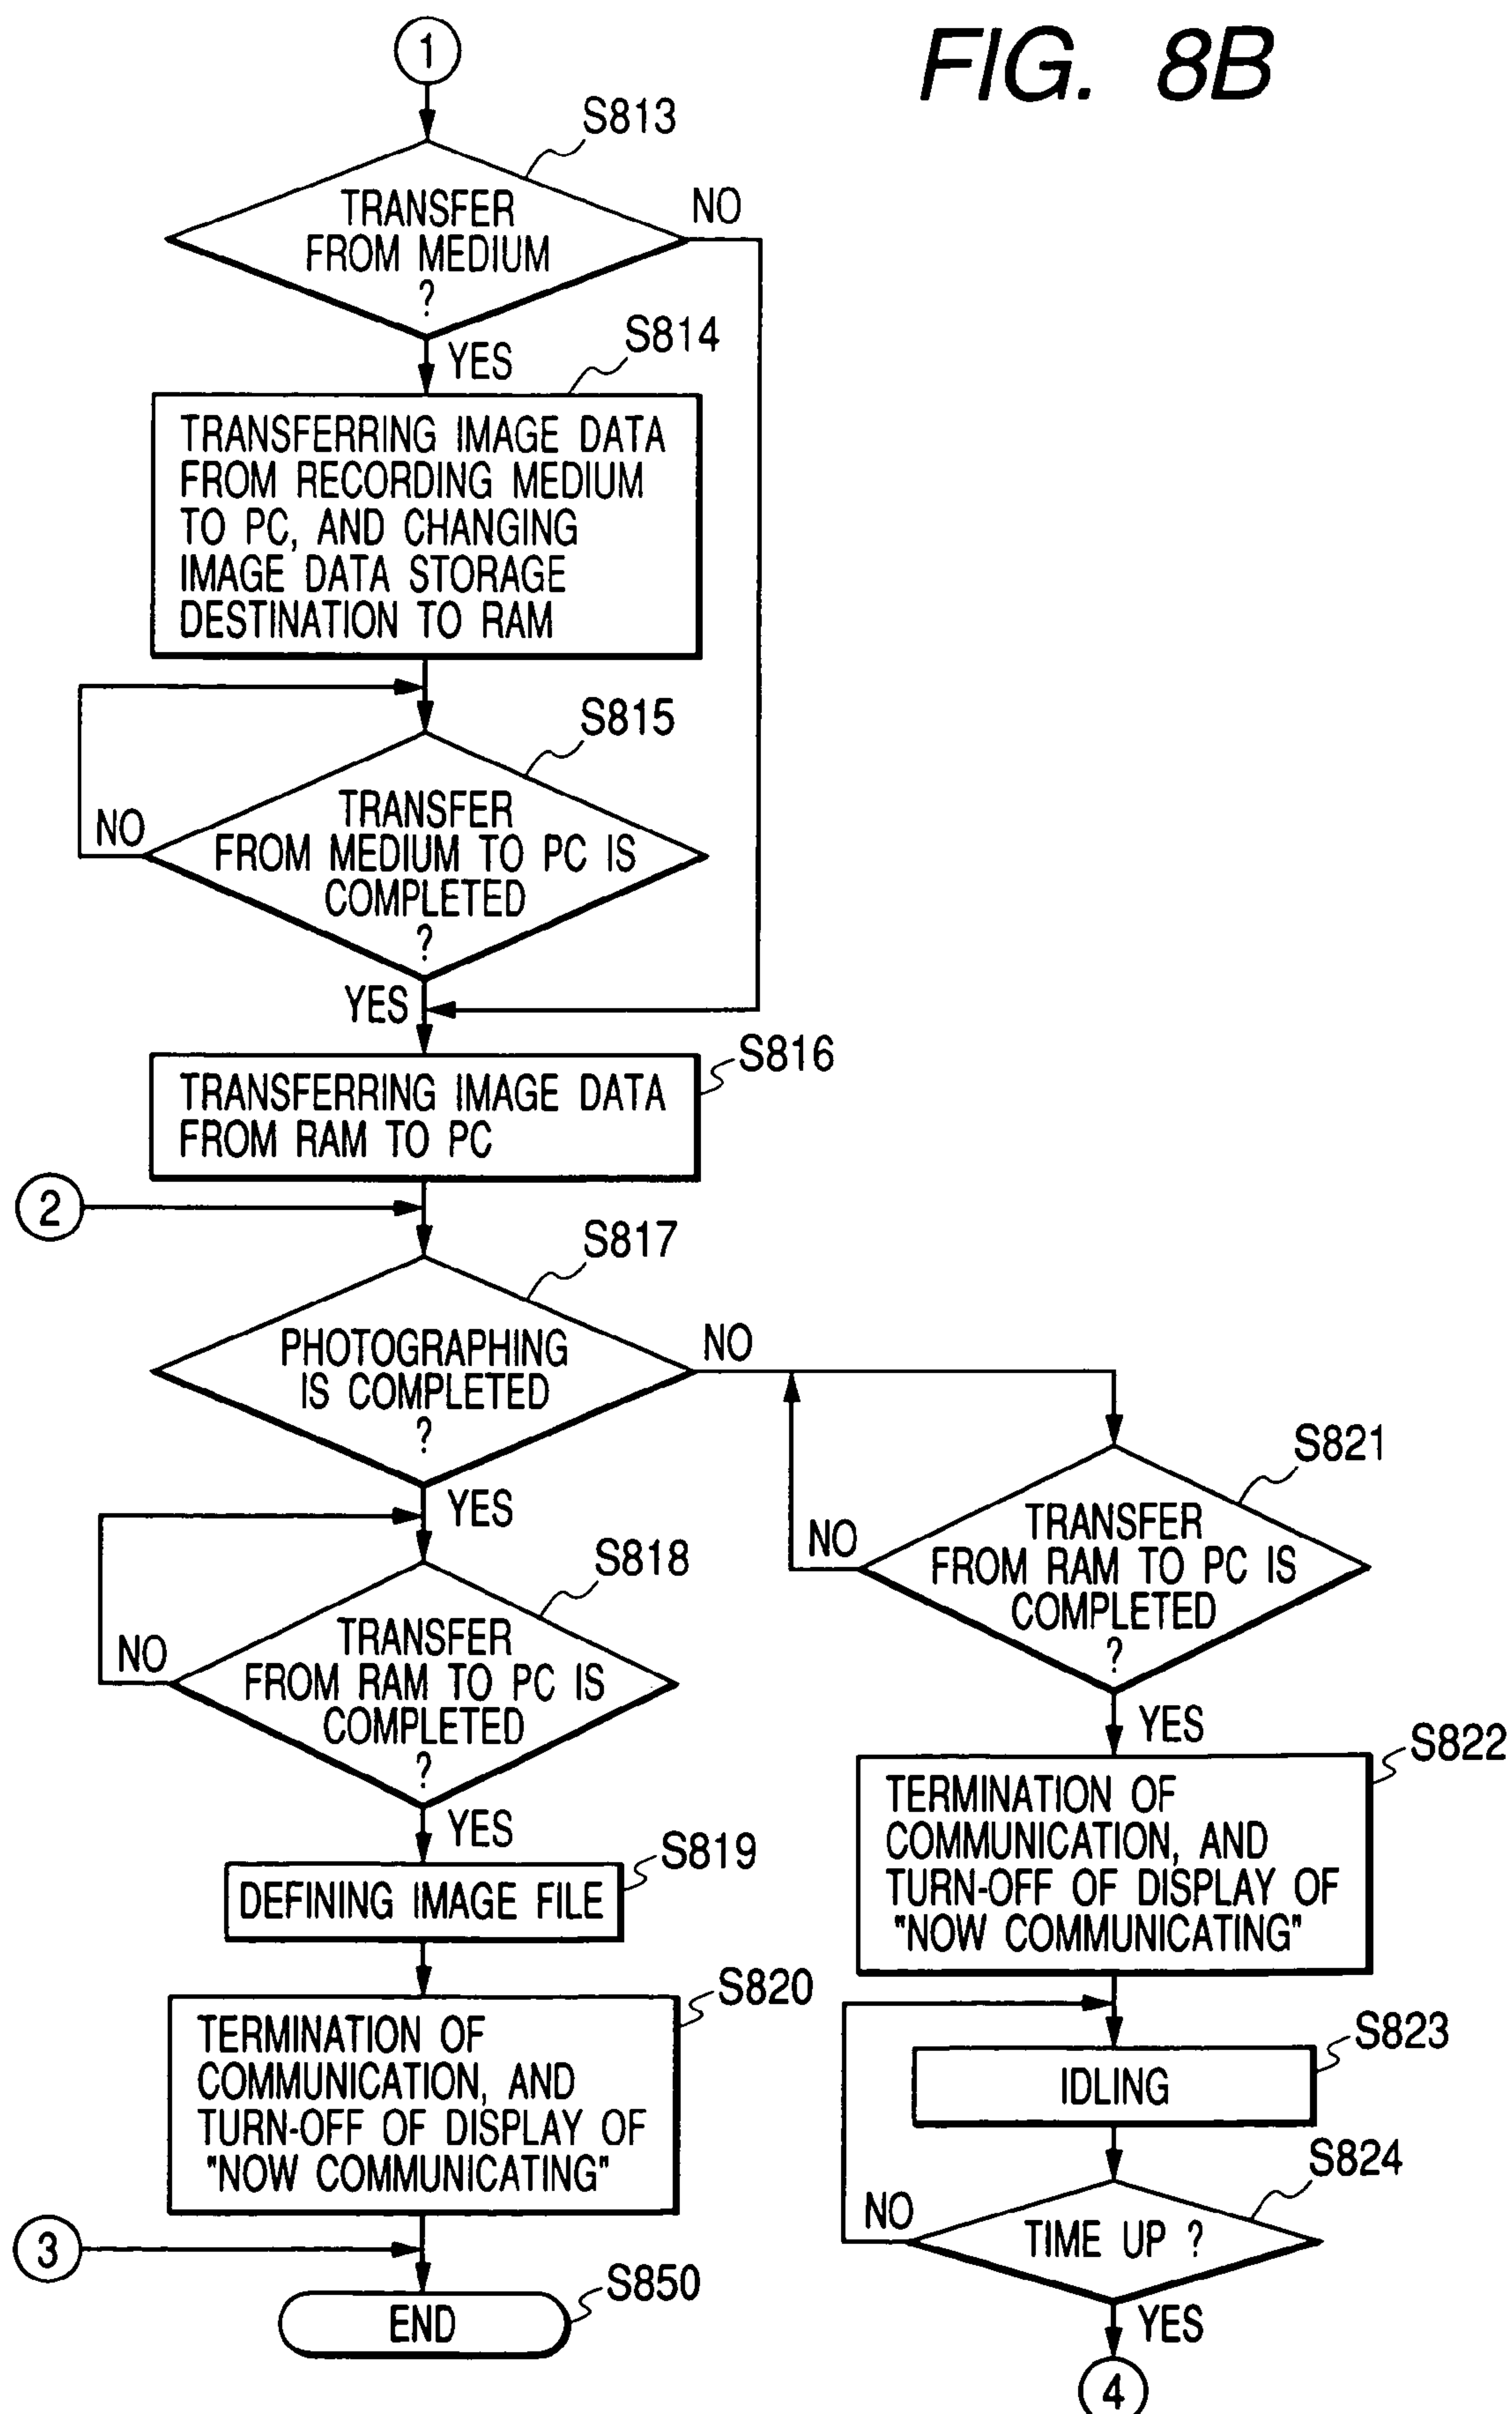 FIG. 8B
1
S813
TRANSFER
FROM MEDIUM
?
NO
YES
S814
TRANSFERRING IMAGE DATA
FROM RECORDING MEDIUM
TO PC, AND CHANGING
IMAGE DATA STORAGE
DESTINATION TO RAM
S815
TRANSFER
FROM MEDIUM TO PC IS
COMPLETED
?
NO
YES
S816
TRANSFERRING IMAGE DATA
FROM RAM TO PC
2
S817
PHOTOGRAPHING
IS COMPLETED
?
NO
YES
S818
TRANSFER
FROM RAM TO PC IS
COMPLETED
?
NO
YES
S819
DEFINING IMAGE FILE
S820
TERMINATION OF
COMMUNICATION, AND
TURN-OFF OF DISPLAY OF
"NOW COMMUNICATING"
3
S850
END
S821
TRANSFER
FROM RAM TO PC IS
COMPLETED
?
NO
YES
S822
TERMINATION OF
COMMUNICATION, AND
TURN-OFF OF DISPLAY OF
"NOW COMMUNICATING"
S823
IDLING
S824
TIME UP ?
NO
YES
4